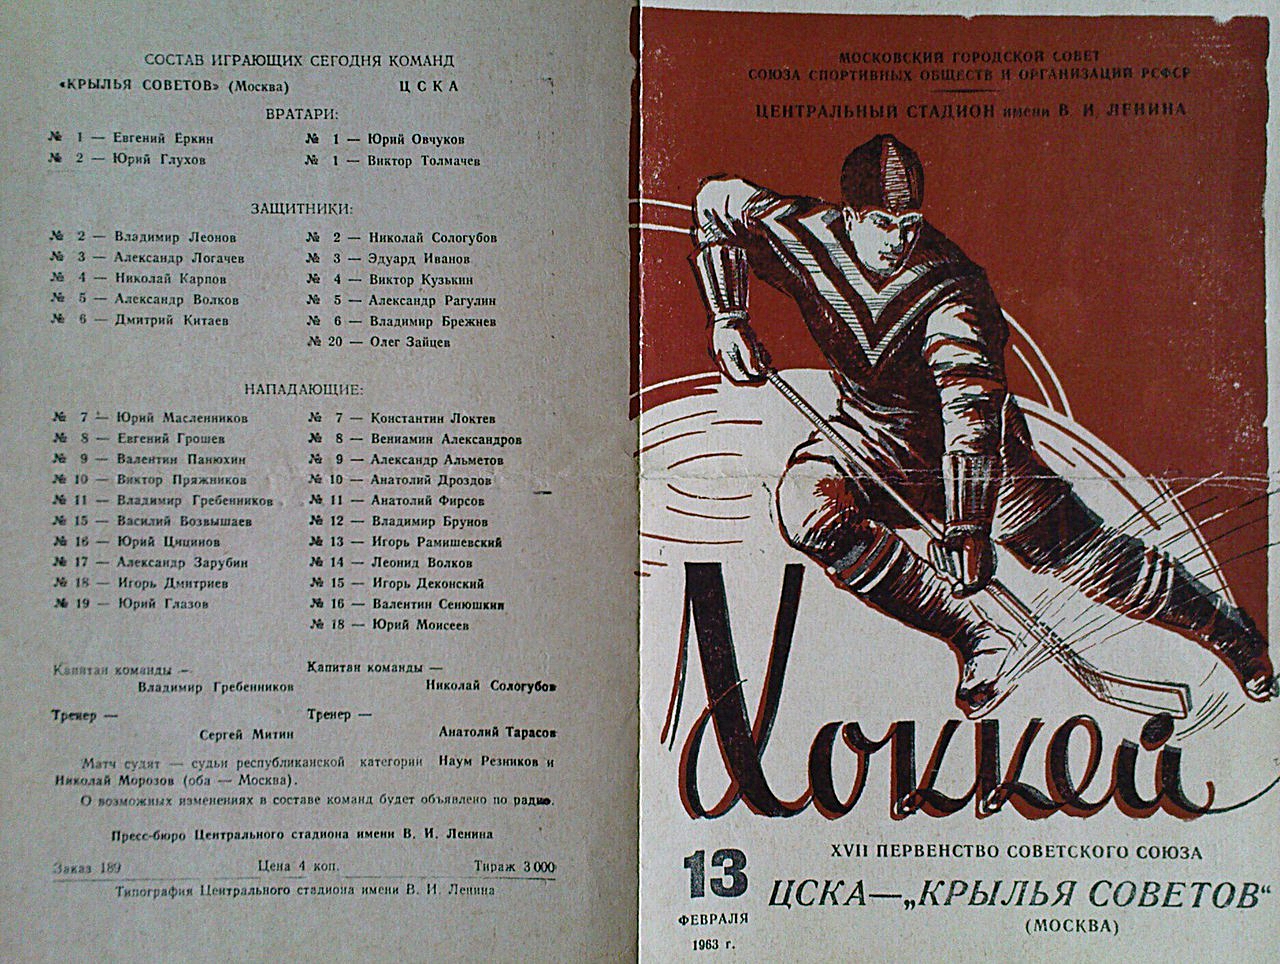 СОСТАВ ИГРАЮЩИХ СЕГОДНЯ КОМАНД
«КРЫЛЬЯ СОВЕТОВ» (Москва) ЦСКА
ВРАТАРИ:
№ 1 — Евгений Еркин № 1 — Юрий Овчуков
№ 2 — Юрий Глухов № 1 — Виктор Толмачев
ЗАЩИТНИКИ:
№ 2 — Владимир Леонов № 2 — Николай Сологубов
№ 3 — Александр Логачев № 3 — Эдуард Иванов
№ 4 — Николай Карпов № 4 — Виктор Кузькин
№ 5 — Александр Волков № 5 — Александр Рагулин
№ 6 — Дмитрий Китаев № 6 — Владимир Брежнев
№ 20 — Олег Зайцев
НАПАДАЮЩИЕ:
№ 7 — Юрий Масленников № 7 — Константин Локтев
№ 8 — Евгений Грошев № 8 — Вениамин Александров
№ 9 — Валентин Панюхин № 9 — Александр Альметов
№ 10 — Виктор Пряжников № 10 — Анатолий Дроздов
№ 11 — Владимир Гребенников № 11 — Анатолий Фирсов
№ 15 — Василий Возвышаев № 12 — Владимир Брунов
№ 16 — Юрий Цицинов № 13 — Игорь Рамишевский
№ 17 — Александр Зарубин № 14 — Леонид Волков
№ 18 — Игорь Дмитриев № 15 — Игорь Деконский
№ 19 — Юрий Глазов № 16 — Валентин Сенюшкин
№ 18 — Юрий Моисеев
Капитан команды — Капитан команды —
Владимир Гребенников Николай Сологубов
Тренер — Тренер —
Сергей Митин Анатолий Тарасов
Матч судят — судьи республиканской категории Наум Резников и
Николай Морозов (оба — Москва).
О возможных изменениях в составе команд будет объявлено по радио.
Пресс-бюро Центрального стадиона имени В. И. Ленина
Заказ 189 Цена 4 коп. Тираж 3 000
Типография Центрального стадиона имени В. И. Ленина
МОСКОВСКИЙ ГОРОДСКОЙ СОВЕТ
СОЮЗА СПОРТИВНЫХ ОБЩЕСТВ И ОРГАНИЗАЦИЙ РСФСР
ЦЕНТРАЛЬНЫЙ СТАДИОН имени В. И. ЛЕНИНА
Хоккей
XVII ПЕРВЕНСТВО СОВЕТСКОГО СОЮЗА
13 ЦСКА—„КРЫЛЬЯ СОВЕТОВ“
ФЕВРАЛЯ (МОСКВА)
1963 г.